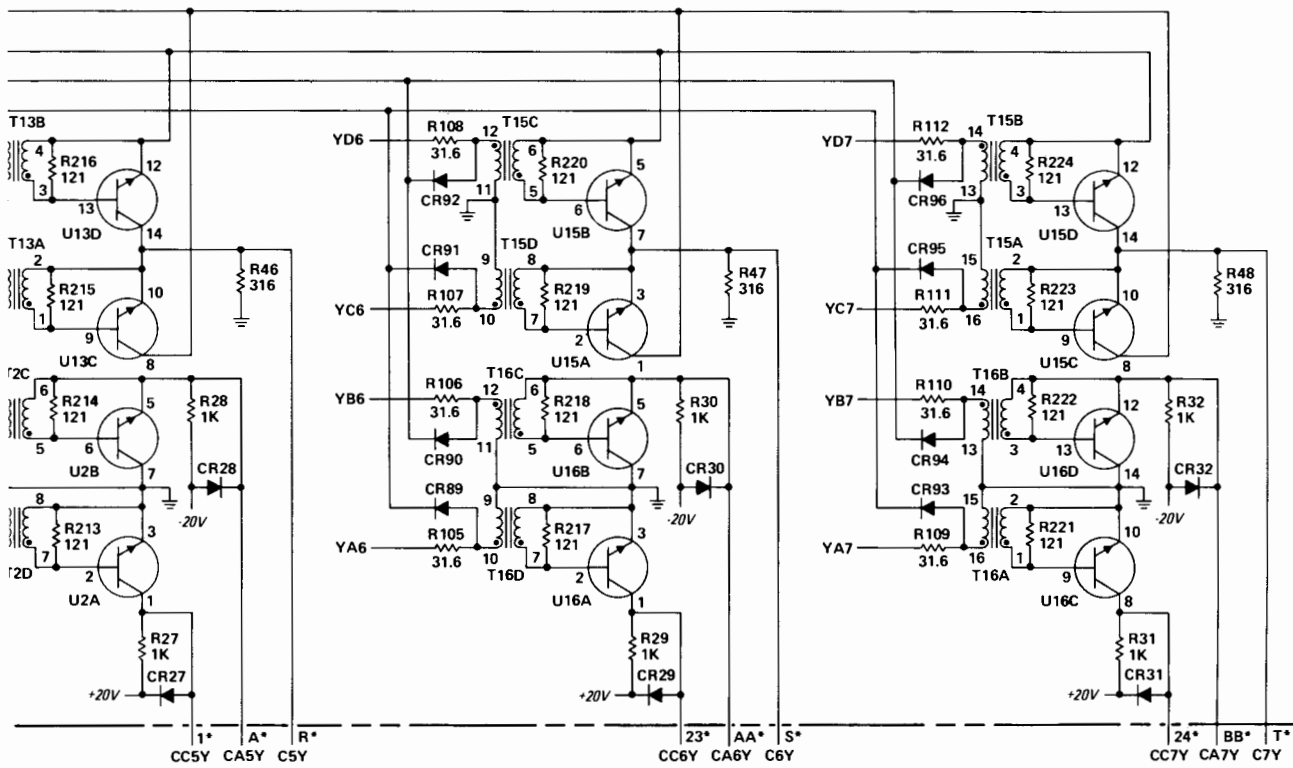 T13B
4
R216
121
3
12
13
U13D
14
T13A
2
R215
121
1
10
9
U13C
8
R46
316
T2C
6
R214
121
5
5
6
U2B
7
R28
1K
CR28
-20V
8
R213
121
7
3
2
U2A
1
T2D
R27
1K
CR27
+20V
1*
CC5Y
A*
CA5Y
R*
C5Y
YD6
R108
31.6
12
T15C
6
R220
121
5
5
6
U15B
7
CR92
11
CR91
9
T15D
8
R219
121
7
3
2
U15A
1
YC6
R107
31.6
10
R47
316
YB6
R106
31.6
12
T16C
6
R218
121
5
5
6
U16B
7
CR90
11
R30
1K
CR30
-20V
CR89
9
8
R217
121
7
3
2
U16A
1
YA6
R105
31.6
10
T16D
R29
1K
CR29
+20V
23*
CC6Y
AA*
CA6Y
S*
C6Y
YD7
R112
31.6
14
T15B
4
R224
121
3
12
13
U15D
14
CR96
13
CR95
15
T15A
2
R223
121
1
10
9
U15C
8
YC7
R111
31.6
16
R48
316
YB7
R110
31.6
14
T16B
4
R222
121
3
12
13
U16D
14
CR94
13
R32
1K
CR32
-20V
CR93
15
2
R221
121
1
10
9
U16C
8
YA7
R109
31.6
16
T16A
R31
1K
CR31
+20V
24*
CC7Y
BB*
CA7Y
T*
C7Y